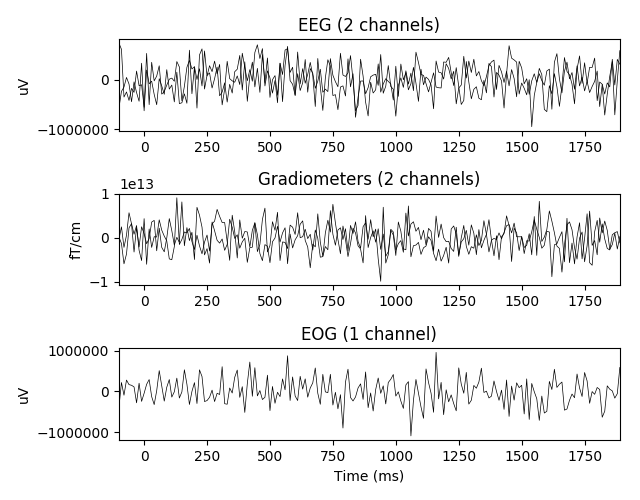 EEG (2 channels)
uV
0
−1000000
0 250 500 750 1000 1250 1500 1750
Gradiometers (2 channels)
1e13
fT/cm
1
0
−1
0 250 500 750 1000 1250 1500 1750
EOG (1 channel)
uV
1000000
0
−1000000
0 250 500 750 1000 1250 1500 1750
Time (ms)